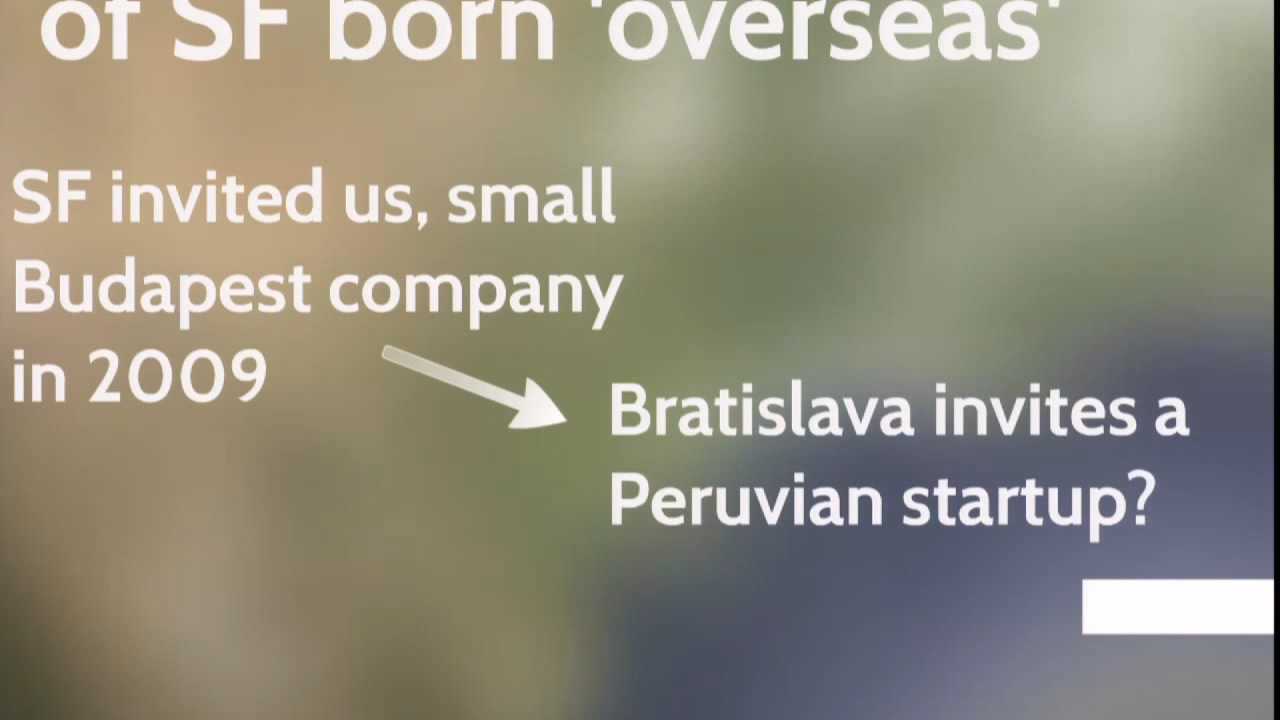 of SF born 'overseas'
SF invited us, small
Budapest company
in 2009
Bratislava invites a
Peruvian startup?